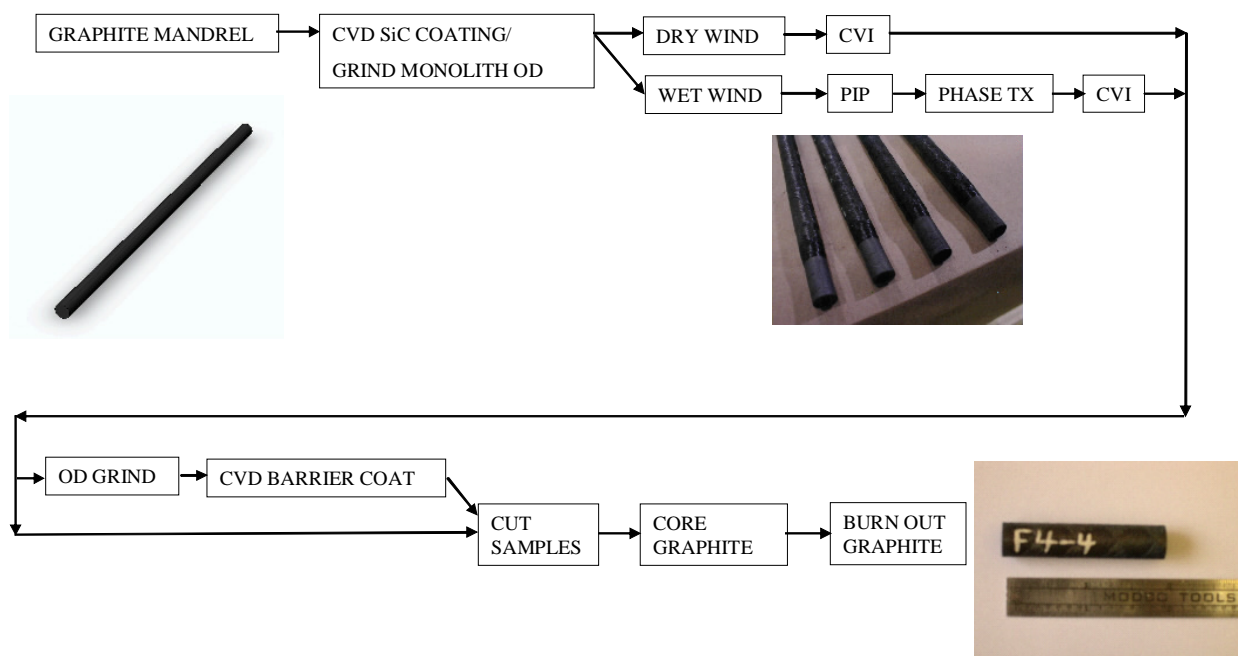 GRAPHITE MANDREL
CVD SiC COATING/
GRIND MONOLITH OD
DRY WIND
CVI
WET WIND
PIP
PHASE TX
CVI
OD GRIND
CVD BARRIER COAT
CUT
SAMPLES
CORE
GRAPHITE
BURN OUT
GRAPHITE
F4-4
TOOLS